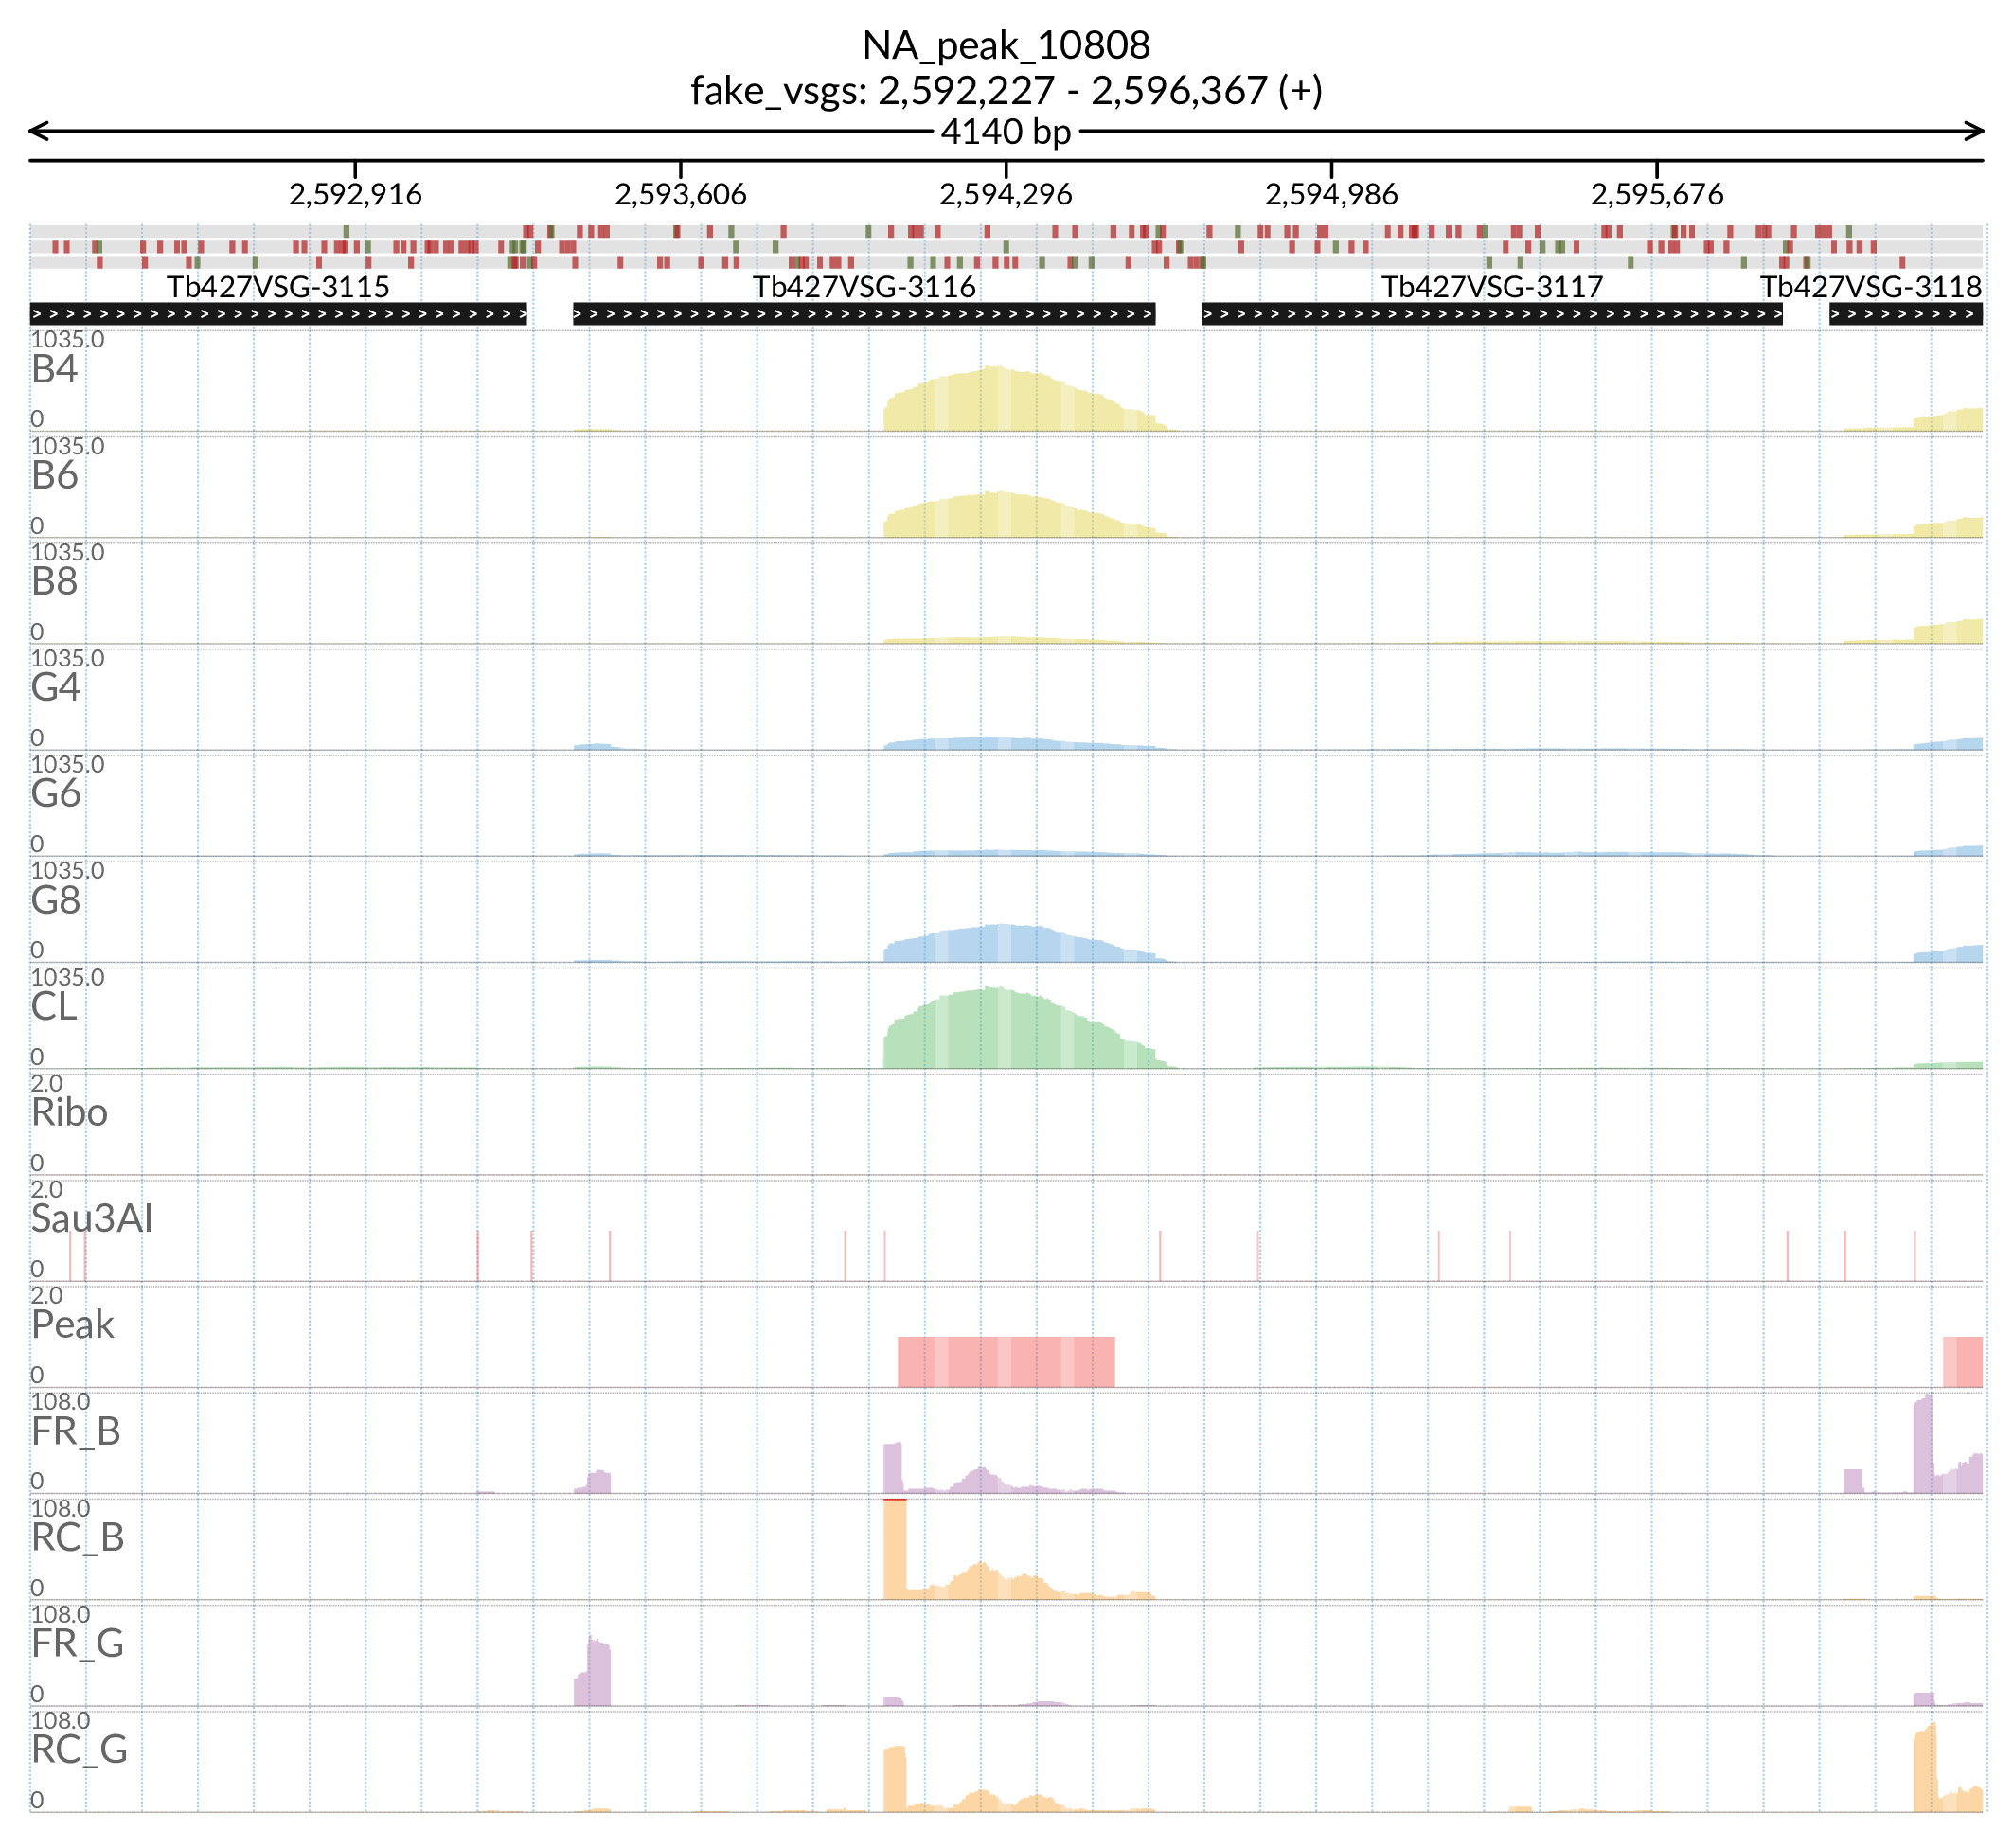 NA_peak_10808
fake_vsgs: 2,592,227 - 2,596,367 (+)
4140 bp
2,592,916 2,593,606 2,594,296 2,594,986 2,595,676
Tb427VSG-3115 Tb427VSG-3116 Tb427VSG-3117 Tb427VSG-3118
1035.0
B4
0
1035.0
B6
0
1035.0
B8
0
1035.0
G4
0
1035.0
G6
0
1035.0
G8
0
1035.0
CL
0
2.0
Ribo
0
2.0
Sau3AI
0
2.0
Peak
0
108.0
FR_B
0
108.0
RC_B
0
108.0
FR_G
0
108.0
RC_G
0